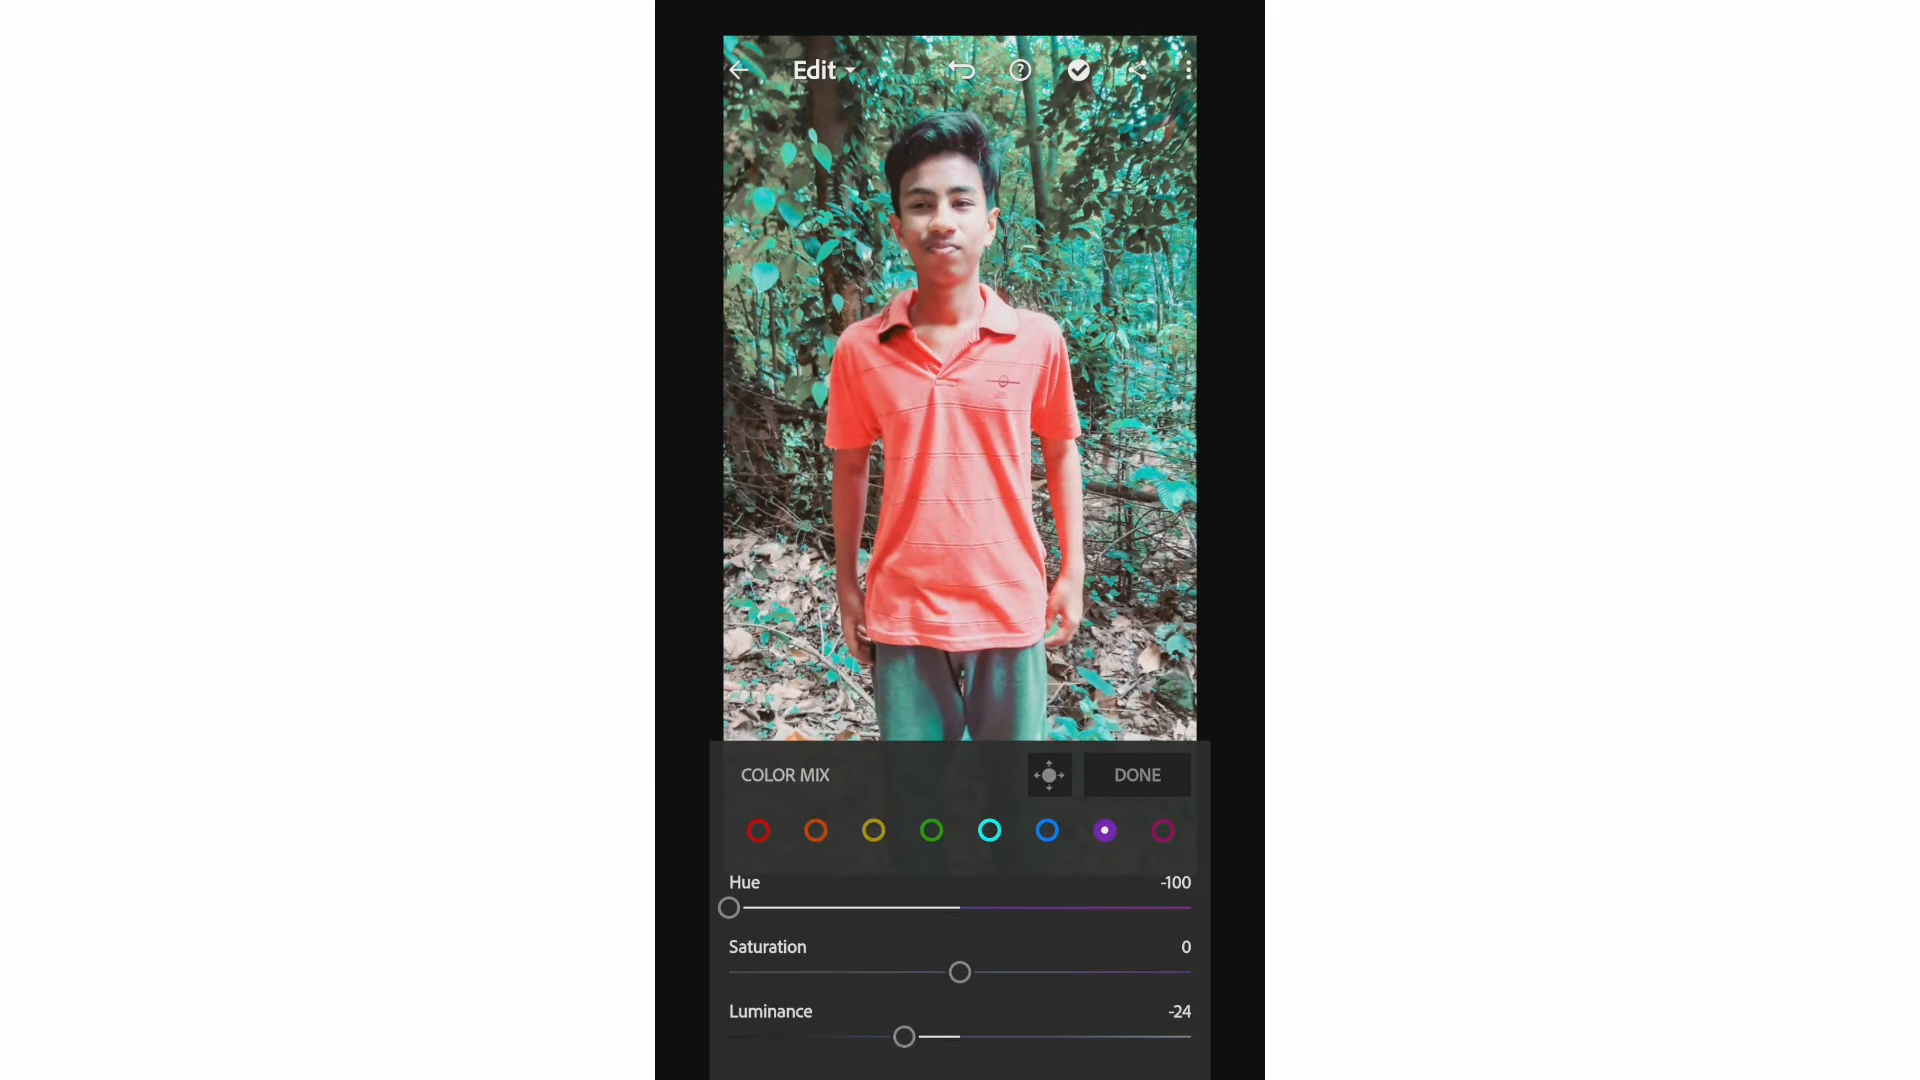 Edit
COLOR MIX
DONE
Hue
-100
Saturation
0
Luminance
-24